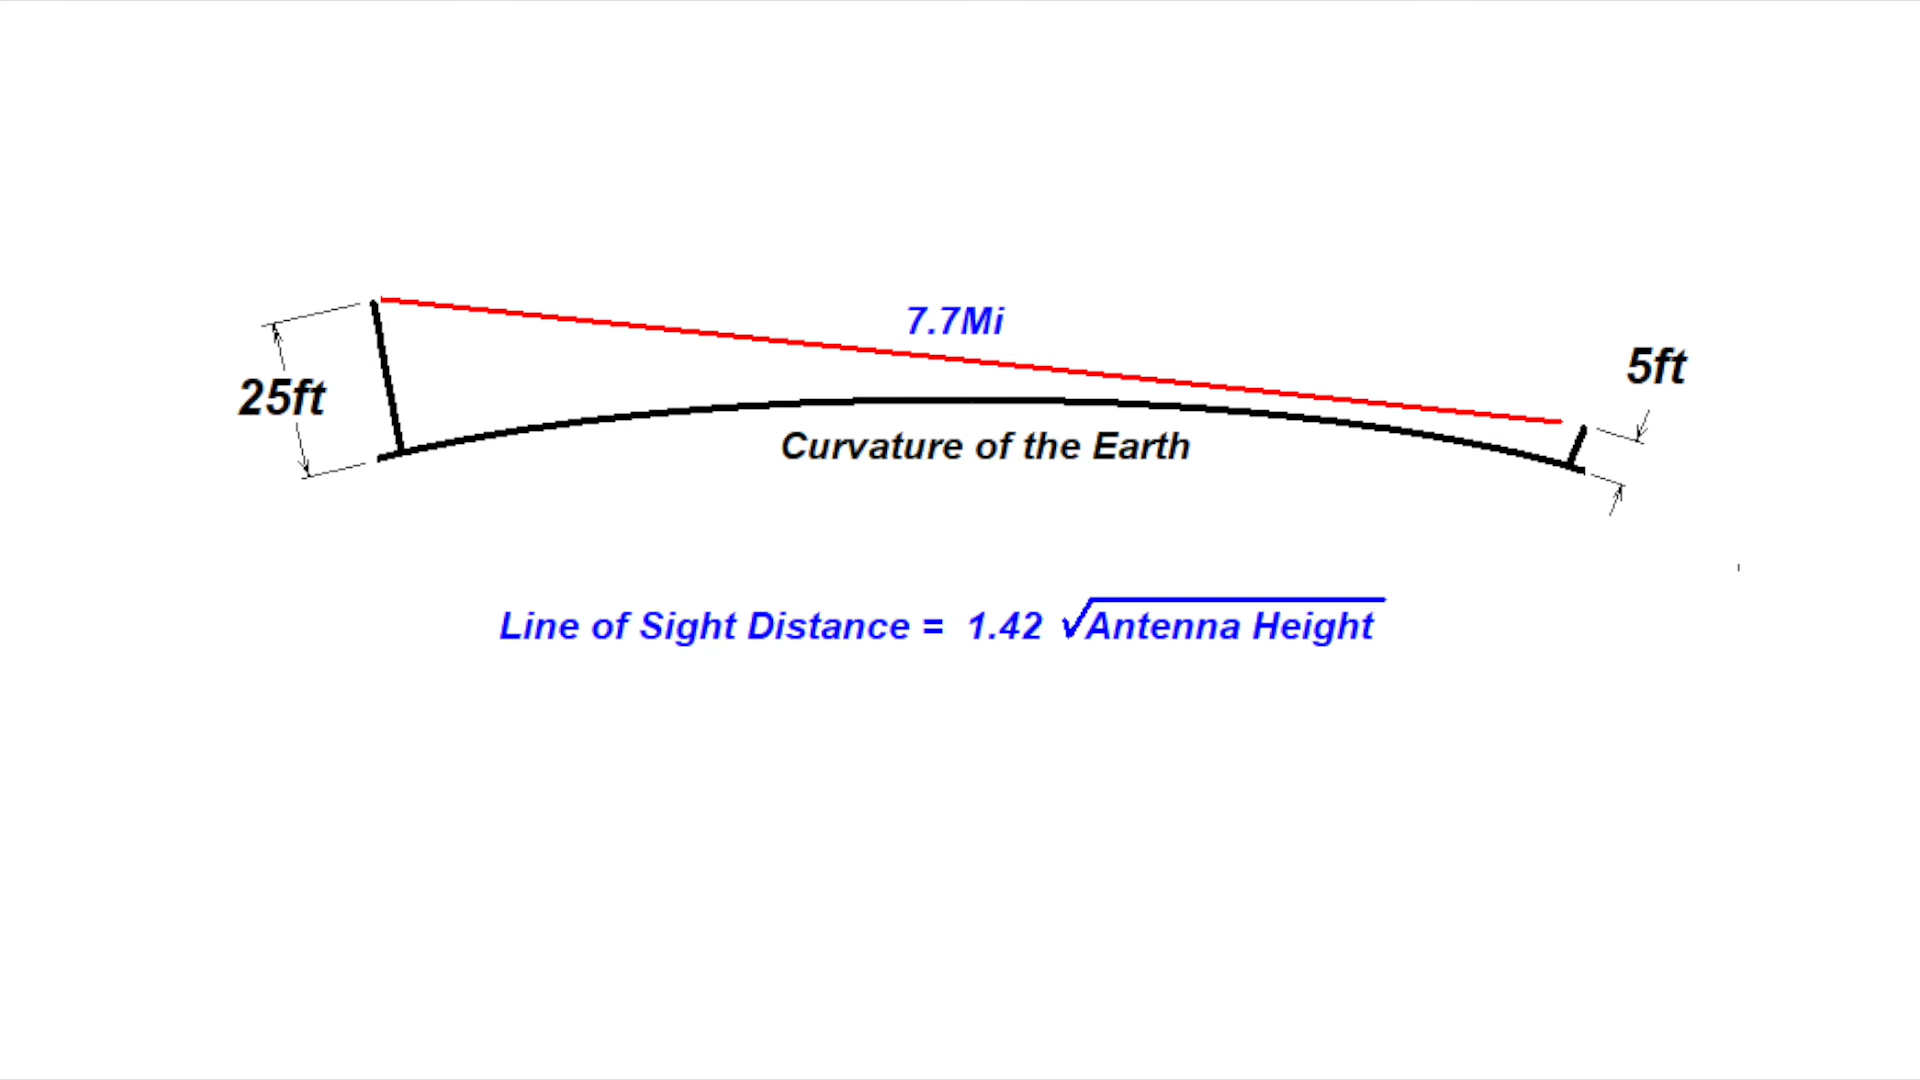 7.7Mi
5ft
25ft
Curvature of the Earth
Line of Sight Distance = 1.42 √Antenna Height